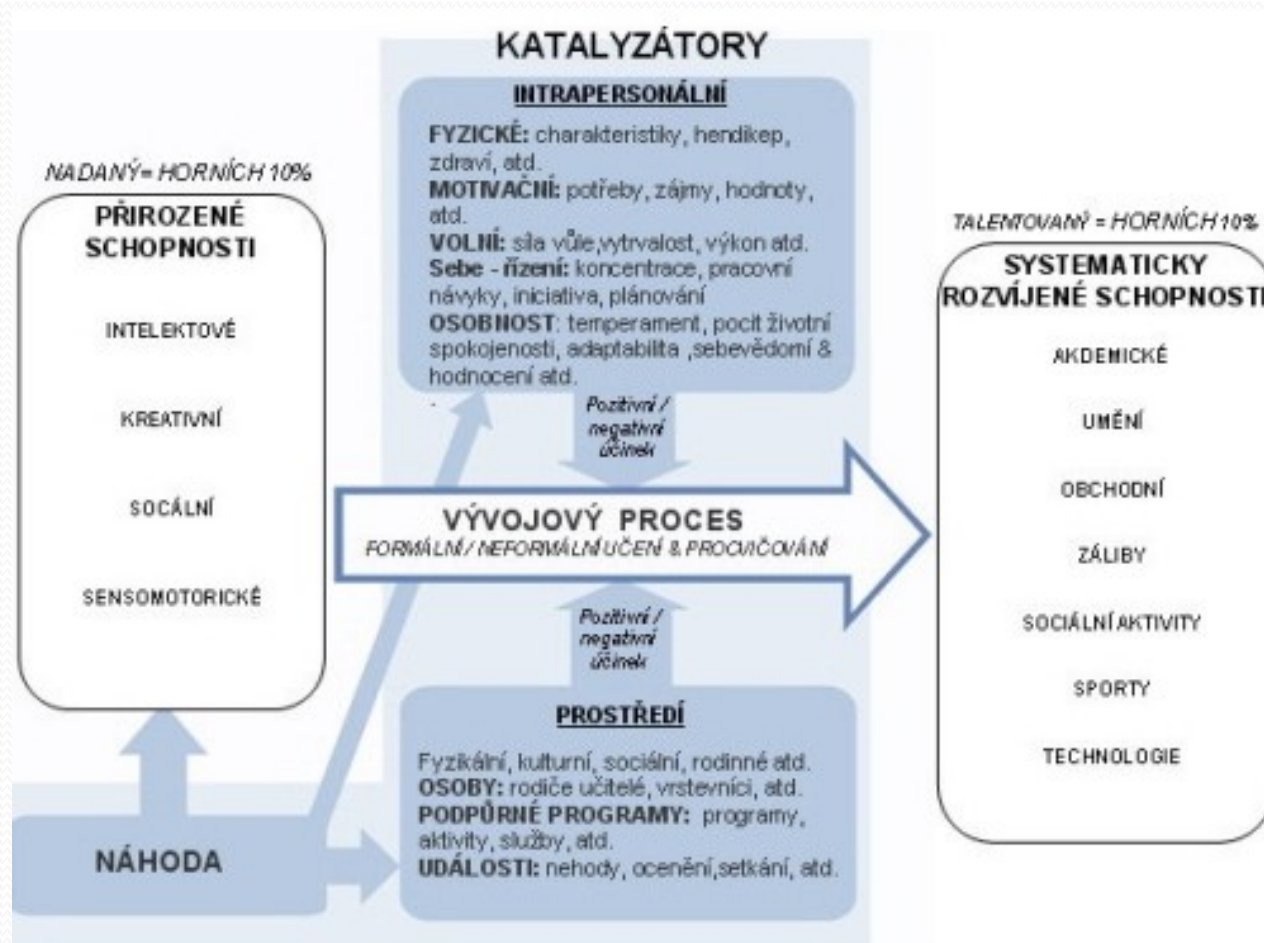 KATALYZÁTORY
INTRAPERSONÁLNÍ
FYZICKÉ: charakteristiky, hendikep,
zdraví, atd.
MOTIVAČNÍ: potřeby, zájmy, hodnoty,
atd.
VOLNÍ: síla vůle,vytrvalost, výkon atd.
Sebe - řízení: koncentrace, pracovní
návyky, iniciativa, plánování
OSOBNOST: temperament, pocit životní
spokojenosti, adaptabilita ,sebevědomí &
hodnocení atd.
.
NADANÝ= HORNÍCH 10%
PŘIROZENÉ
SCHOPNOSTI
INTELEKTOVÉ
KREATIVNÍ
SOCÁLNÍ
SENSOMOTORICKÉ
Pozitivní /
negativní
účinek
VÝVOJOVÝ PROCES
FORMÁLNÍ / NEFORMÁLNÍ UČENÍ & PROCVIČOVÁNÍ
Pozitivní /
negativní
účinek
PROSTŘEDÍ
Fyzikální, kulturní, sociální, rodinné atd.
OSOBY: rodiče učitelé, vrstevníci, atd.
PODPŮRNÉ PROGRAMY: programy,
aktivity, služby, atd.
UDÁLOSTI: nehody, ocenění,setkání, atd.
NÁHODA
TALENTOVANÝ = HORNÍCH 10%
SYSTEMATICKY
ROZVÍJENÉ SCHOPNOSTI
AKDEMICKÉ
UMĚNÍ
OBCHODNÍ
ZÁLIBY
SOCIÁLNÍ AKTIVITY
SPORTY
TECHNOLOGIE